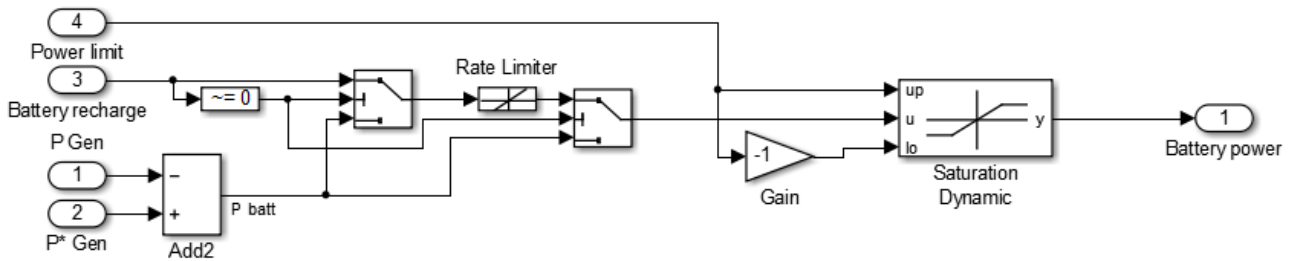 4
Power limit
3
Battery recharge
~= 0
Rate Limiter
P Gen
1
2
P* Gen
−
+
Add2
P batt
-1
Gain
up
u
lo
y
Saturation
Dynamic
1
Battery power